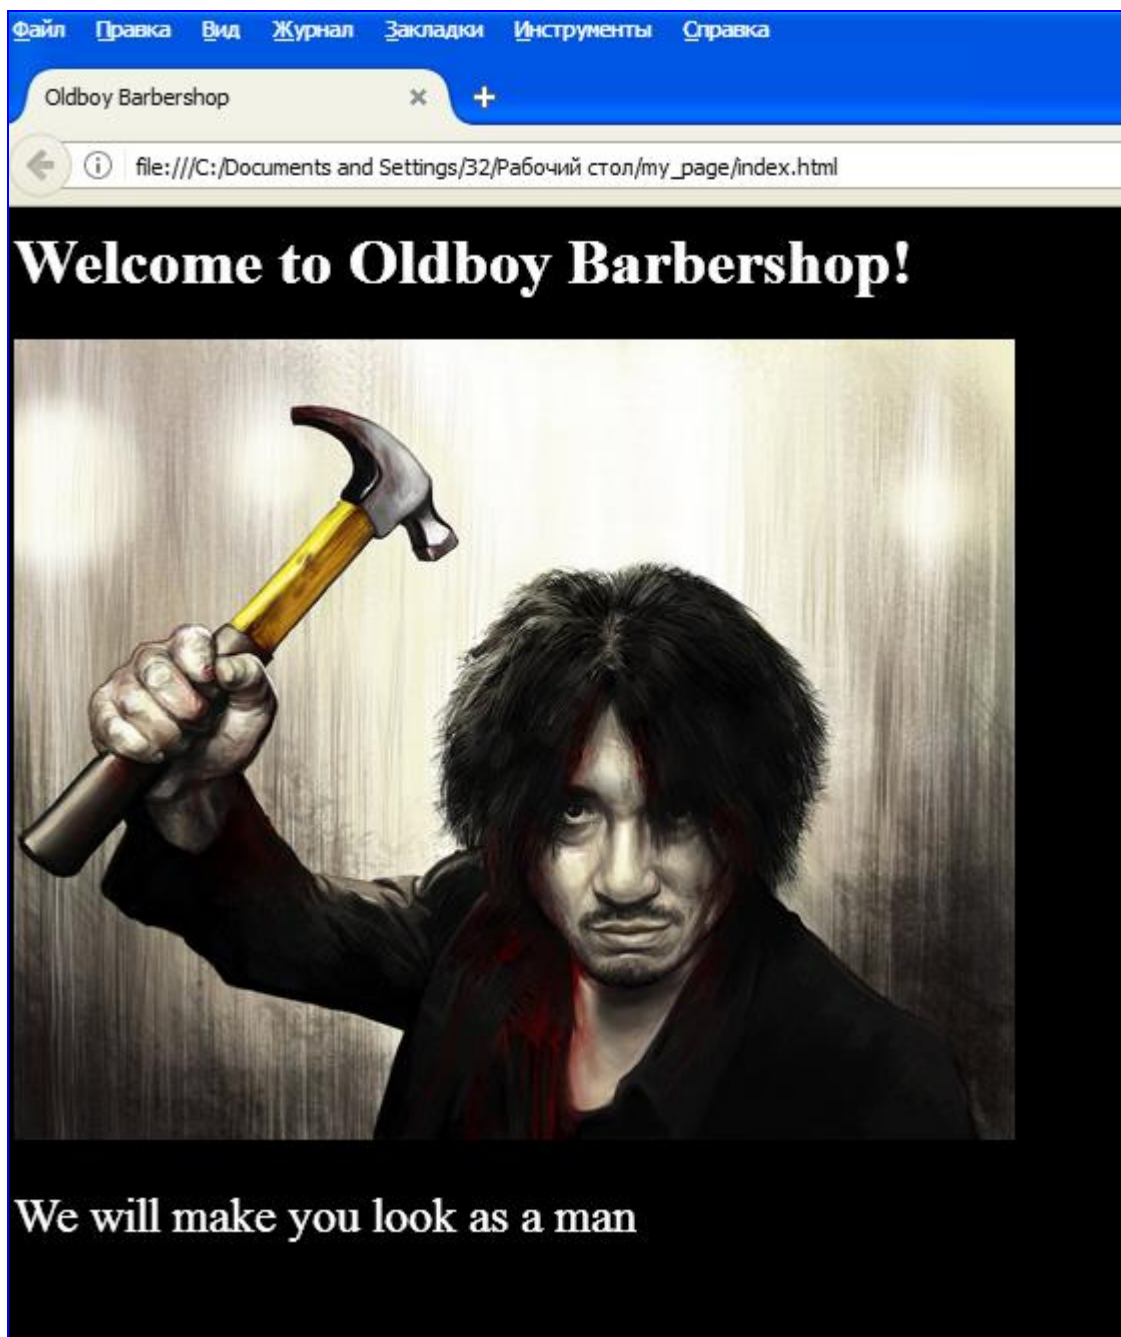 Файл Правка Вид Журнал Закладки Инструменты Справка
Oldboy Barbershop
file:///C:/Documents and Settings/32/Рабочий стол/my_page/index.html
Welcome to Oldboy Barbershop!
We will make you look as a man